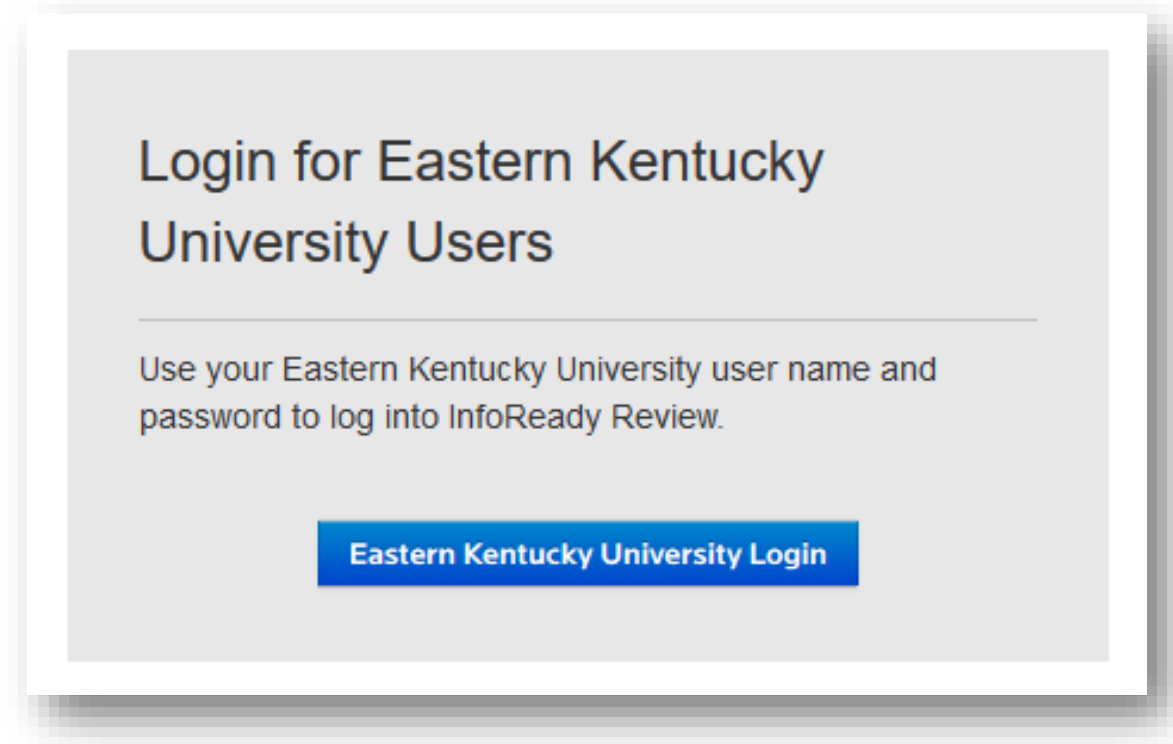 Login for Eastern Kentucky
University Users
Use your Eastern Kentucky University user name and
password to log into InfoReady Review.
Eastern Kentucky University Login